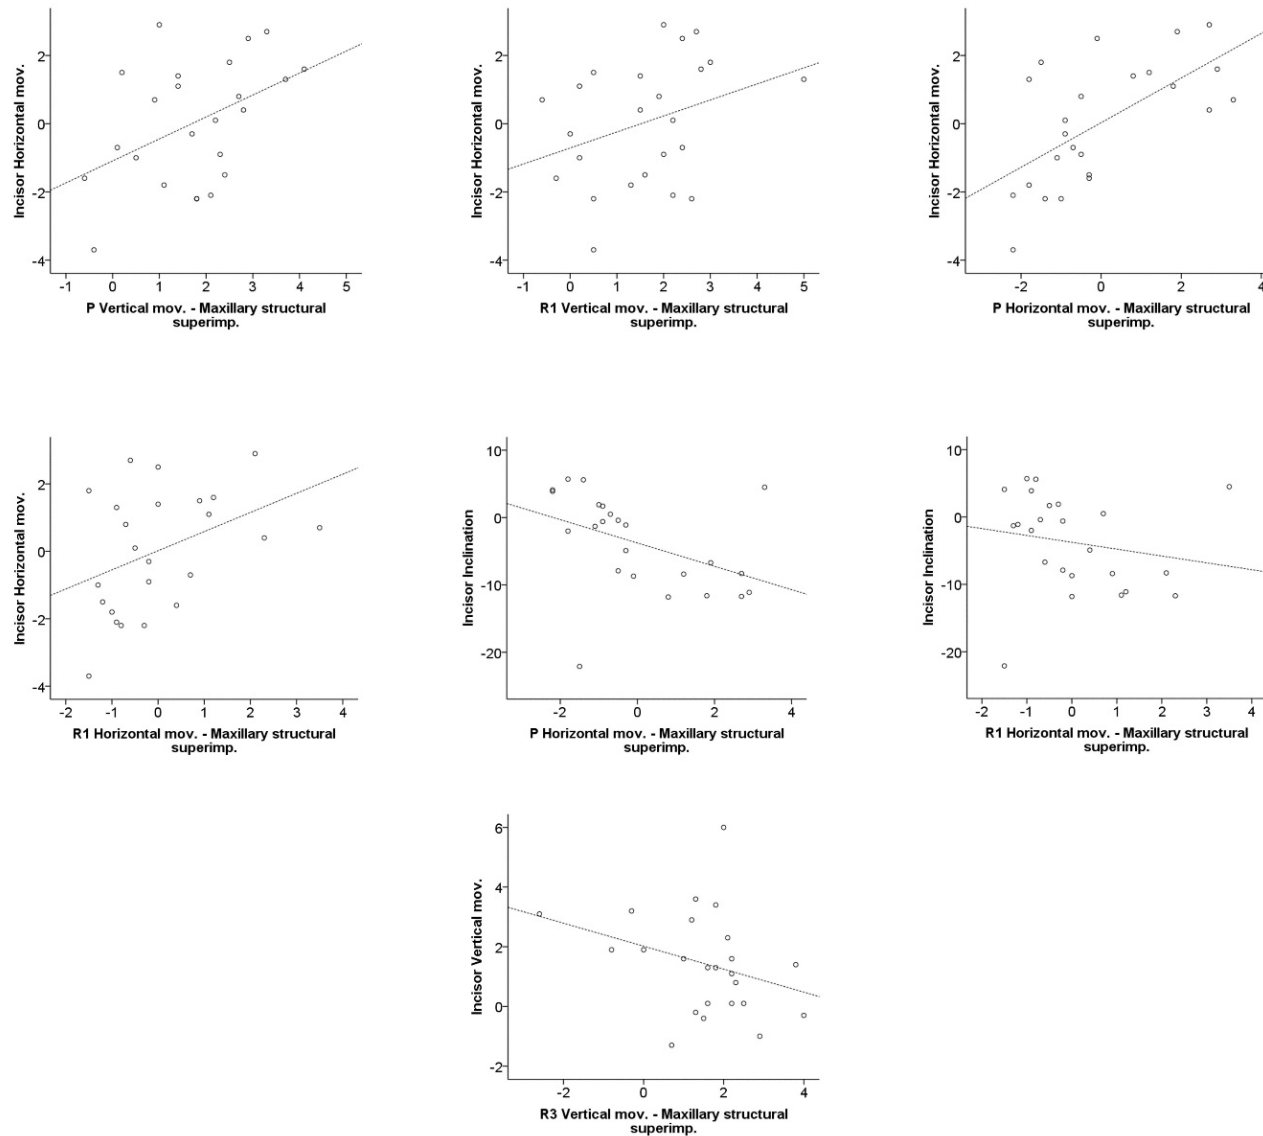 Incisor Horizontal mov.
2
0
-2
-4
-1 0 1 2 3 4 5
P Vertical mov. - Maxillary structural
superimp.
Incisor Horizontal mov.
2
0
-2
-4
-1 0 1 2 3 4 5
R1 Vertical mov. - Maxillary structural
superimp.
Incisor Horizontal mov.
2
0
-2
-4
-2 0 2 4
P Horizontal mov. - Maxillary structural
superimp.
Incisor Horizontal mov.
2
0
-2
-4
-2 -1 0 1 2 3 4
R1 Horizontal mov. - Maxillary structural
superimp.
Incisor Inclination
10
0
-10
-20
-2 0 2 4
P Horizontal mov. - Maxillary structural
superimp.
Incisor Inclination
10
0
-10
-20
-2 -1 0 1 2 3 4
R1 Horizontal mov. - Maxillary structural
superimp.
Incisor Vertical mov.
6
4
2
0
-2
-2 0 2 4
R3 Vertical mov. - Maxillary structural
superimp.